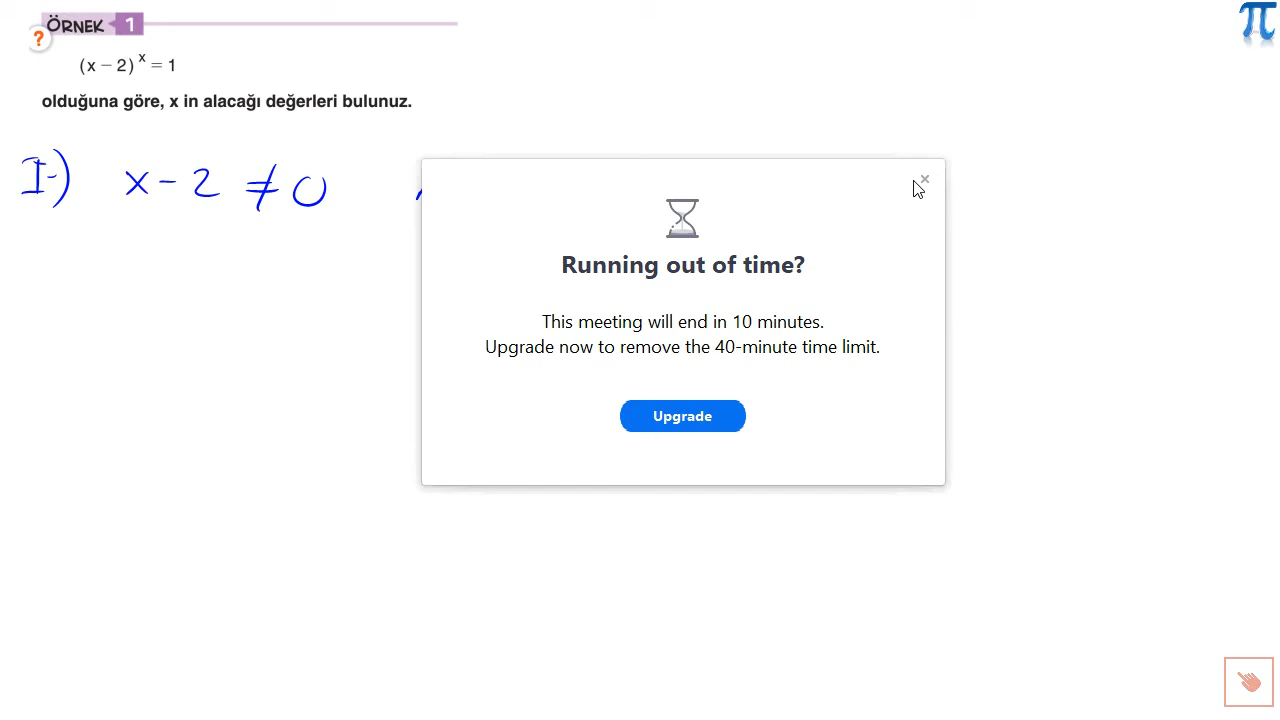 ÖRNEK 1
?
(x − 2)^x = 1
olduğuna göre, x in alacağı değerleri bulunuz.
I-) x - 2 ≠ 0
Running out of time?
This meeting will end in 10 minutes.
Upgrade now to remove the 40-minute time limit.
Upgrade
π